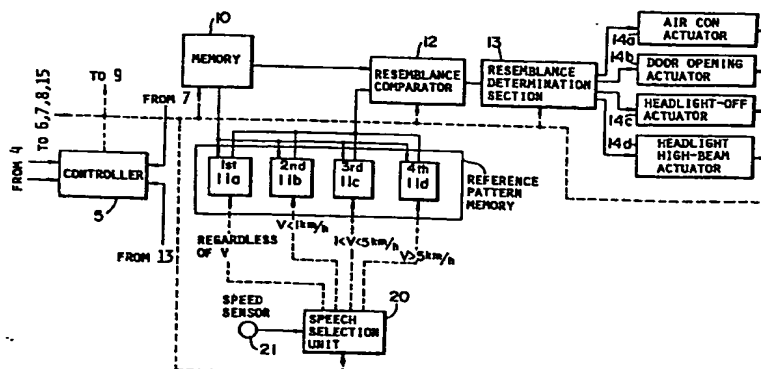 10
MEMORY
12
RESEMBLANCE
COMPARATOR
13
RESEMBLANCE
DETERMINATION
SECTION
14a
AIR CON
ACTUATOR
14b
DOOR OPENING
ACTUATOR
HEADLIGHT-OFF
ACTUATOR
14c
14d
HEADLIGHT
HIGH-BEAM
ACTUATOR
TO 9
TO 6,7,8,15
FROM 7
FROM 4
CONTROLLER
5
FROM 13
1st
11a
2nd
11b
3rd
11c
4th
11d
REFERENCE
PATTERN
MEMORY
REGARDLESS
OF V
V<1km/h
1<V<5km/h
V>5km/h
SPEED
SENSOR
21
20
SPEECH
SELECTION
UNIT